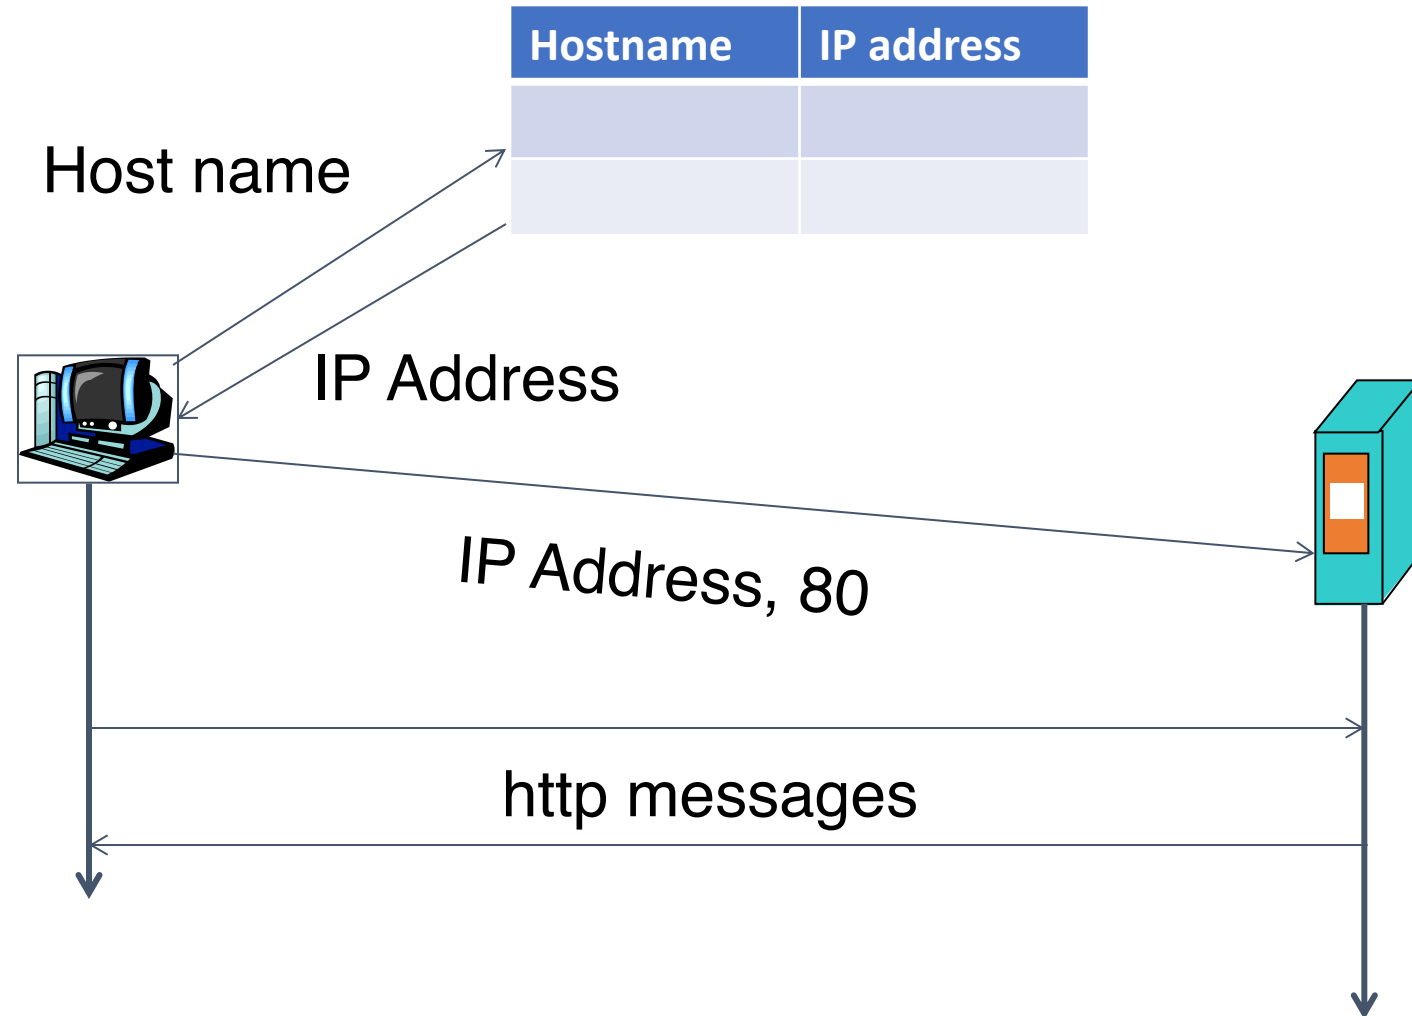 Hostname IP address
Host name
IP Address
IP Address, 80
http messages